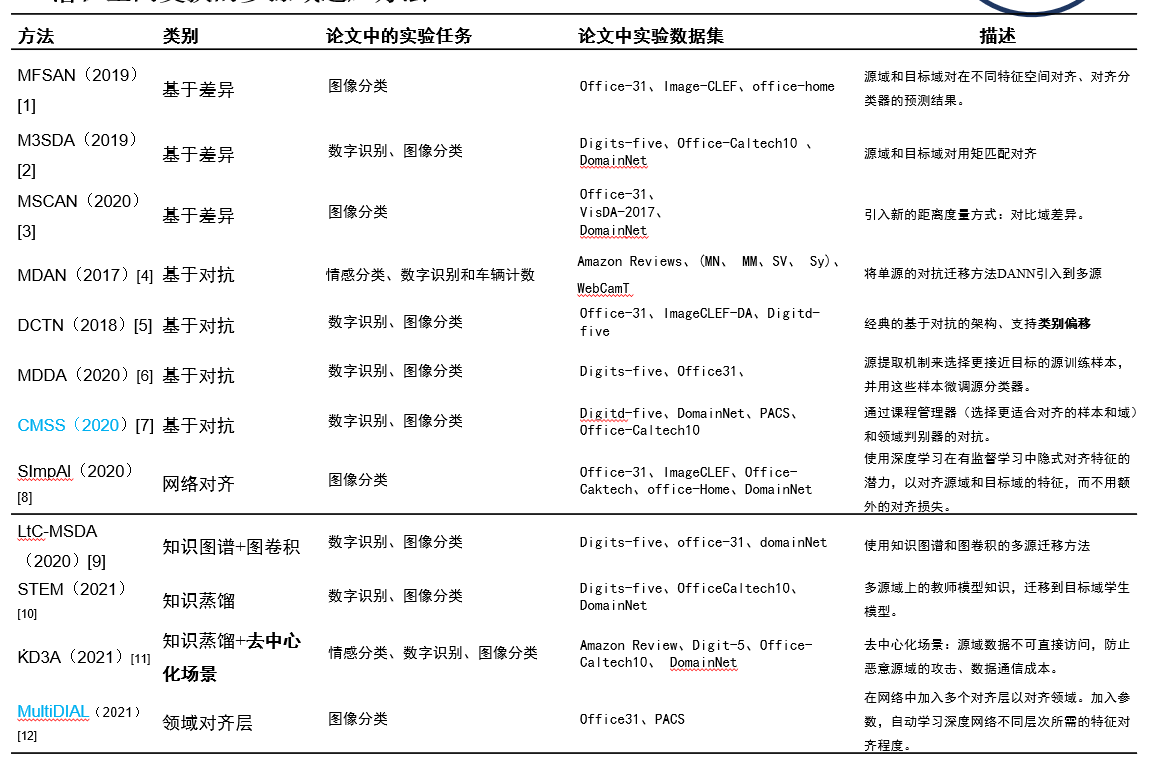 方法 类别 论文中的实验任务 论文中实验数据集 描述
MFSAN（2019）
[1]
基于差异
图像分类
Office-31、Image-CLEF、office-home
源域和目标域对在不同特征空间对齐、对齐分
类器的预测结果。
M3SDA（2019）
[2]
基于差异
数字识别、图像分类
Digits-five、Office-Caltech10 、
DomainNet
源域和目标域对用矩匹配对齐
MSCAN（2020）
[3]
基于差异
图像分类
Office-31、
VisDA-2017、
DomainNet
引入新的距离度量方式：对比域差异。
MDAN（2017）[4]
基于对抗
情感分类、数字识别和车辆计数
Amazon Reviews、(MN、 MM、SV、 Sy)、
WebCamT
将单源的对抗迁移方法DANN引入到多源
DCTN（2018）[5]
基于对抗
数字识别、图像分类
Office-31、ImageCLEF-DA、Digitd-
five
经典的基于对抗的架构、支持类别偏移
MDDA（2020）[6]
基于对抗
数字识别、图像分类
Digits-five、Office31、
源提取机制来选择更接近目标的源训练样本，
并用这些样本微调源分类器。
CMSS（2020）[7]
基于对抗
数字识别、图像分类
Digitd-five、DomainNet、PACS、
Office-Caltech10
通过课程管理器（选择更适合对齐的样本和域）
和领域判别器的对抗。
SImpAI（2020）
[8]
网络对齐
图像分类
Office-31、ImageCLEF、Office-
Caktech、office-Home、DomainNet
使用深度学习在有监督学习中隐式对齐特征的
潜力，以对齐源域和目标域的特征，而不用额
外的对齐损失。
LtC-MSDA
（2020）[9]
知识图谱+图卷积
数字识别、图像分类
Digits-five、office-31、domainNet
使用知识图谱和图卷积的多源迁移方法
STEM（2021）
[10]
知识蒸馏
数字识别、图像分类
Digits-five、OfficeCaltech10、
DomainNet
多源域上的教师模型知识，迁移到目标域学生
模型。
KD3A（2021）[11]
知识蒸馏+去中心
化场景
情感分类、数字识别、图像分类
Amazon Review、Digit-5、Office-
Caltech10、 DomainNet
去中心化场景：源域数据不可直接访问，防止
恶意源域的攻击、数据通信成本。
MultiDIAL（2021）
[12]
领域对齐层
图像分类
Office31、PACS
在网络中加入多个对齐层以对齐领域。加入参
数，自动学习深度网络不同层次所需的特征对
齐程度。